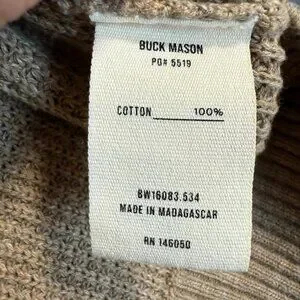 BUCK MASON
PO# 5519
COTTON 100%
BW16083.534
MADE IN MADAGASCAR
RN 146050